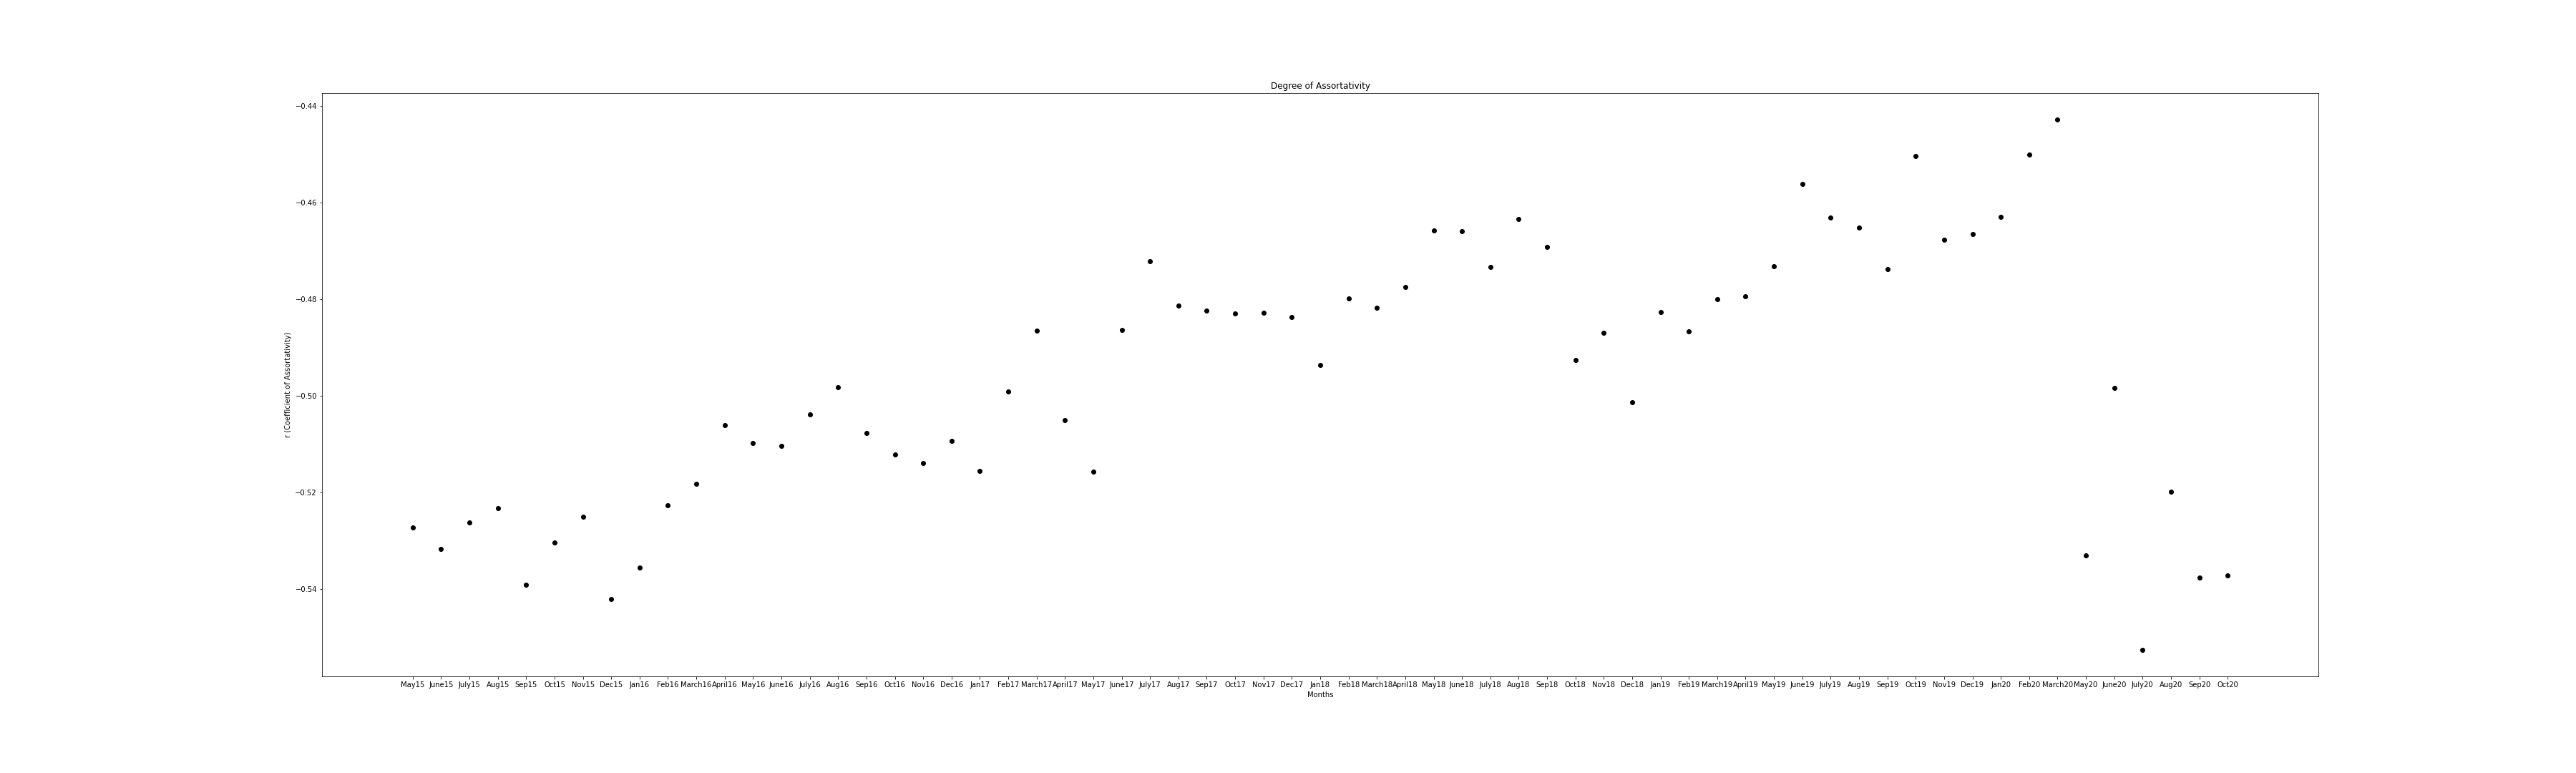 Degree of Assortativity
−0.44
−0.46
−0.48
−0.50
−0.52
−0.54
r (Coefficient of Assortativity)
May15 June15 July15 Aug15 Sep15 Oct15 Nov15 Dec15 Jan16 Feb16 March16 April16 May16 June16 July16 Aug16 Sep16 Oct16 Nov16 Dec16 Jan17 Feb17 March17 April17 May17 June17 July17 Aug17 Sep17 Oct17 Nov17 Dec17 Jan18 Feb18 March18 April18 May18 June18 July18 Aug18 Sep18 Oct18 Nov18 Dec18 Jan19 Feb19 March19 April19 May19 June19 July19 Aug19 Sep19 Oct19 Nov19 Dec19 Jan20 Feb20 March20 May20 June20 July20 Aug20 Sep20 Oct20
Months